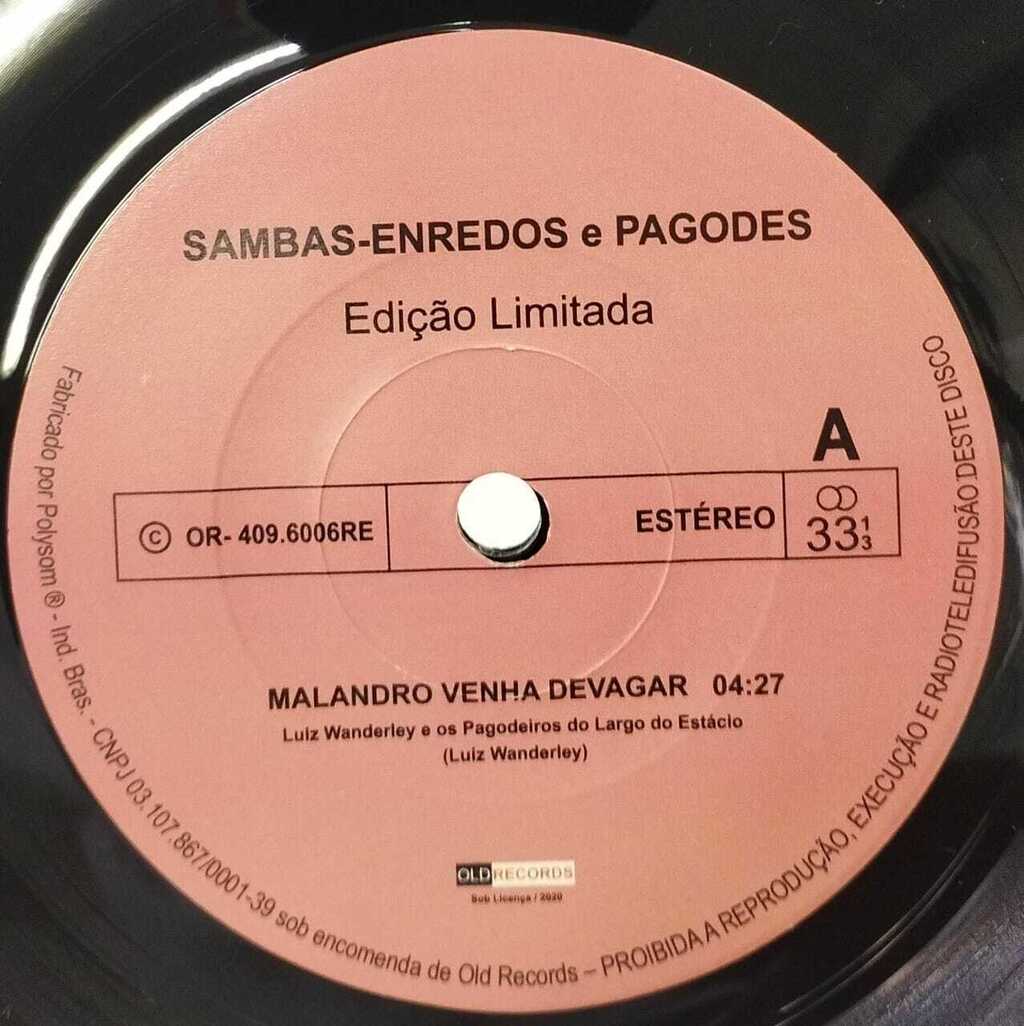 SAMBAS-ENREDOS e PAGODES
Edição Limitada
A
© OR- 409.6006RE
ESTÉREO
33 1/3
MALANDRO VENHA DEVAGAR 04:27
Luiz Wanderley e os Pagodeiros do Largo do Estácio
(Luiz Wanderley)
OLD RECORDS
Sob Licença / 2020
Fabricado por Polysom ® - Ind. Bras. - CNPJ 03.107.867/0001-39 sob encomenda de Old Records – PROIBIDA A REPRODUÇÃO, EXECUÇÃO E RADIOTELEDIFUSÃO DESTE DISCO